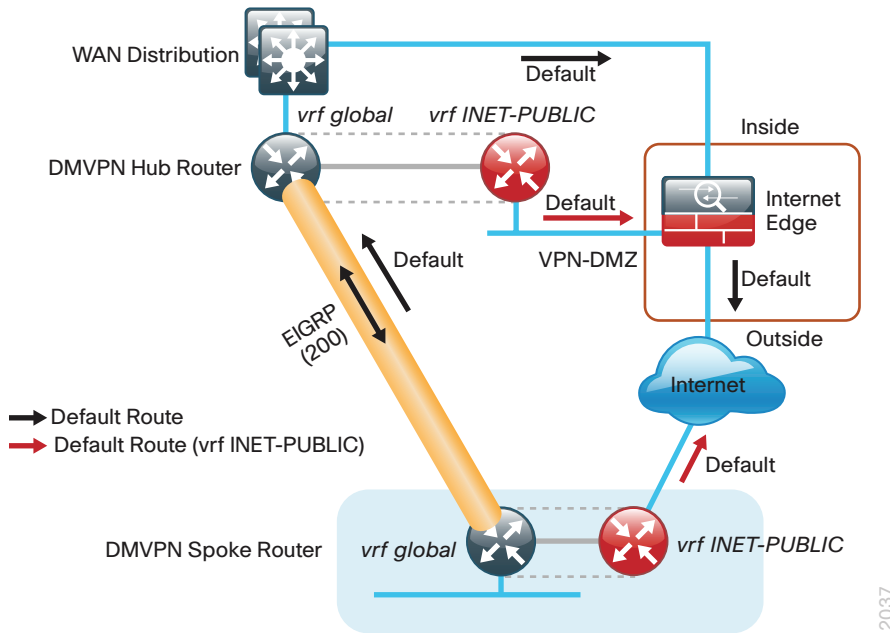 WAN Distribution
Default
vrf global
vrf INET-PUBLIC
Inside
DMVPN Hub Router
Internet
Edge
Default
VPN-DMZ
Default
Default
EIGRP
(200)
Outside
Internet
Default Route
Default Route (vrf INET-PUBLIC)
Default
DMVPN Spoke Router
vrf global
vrf INET-PUBLIC
2037